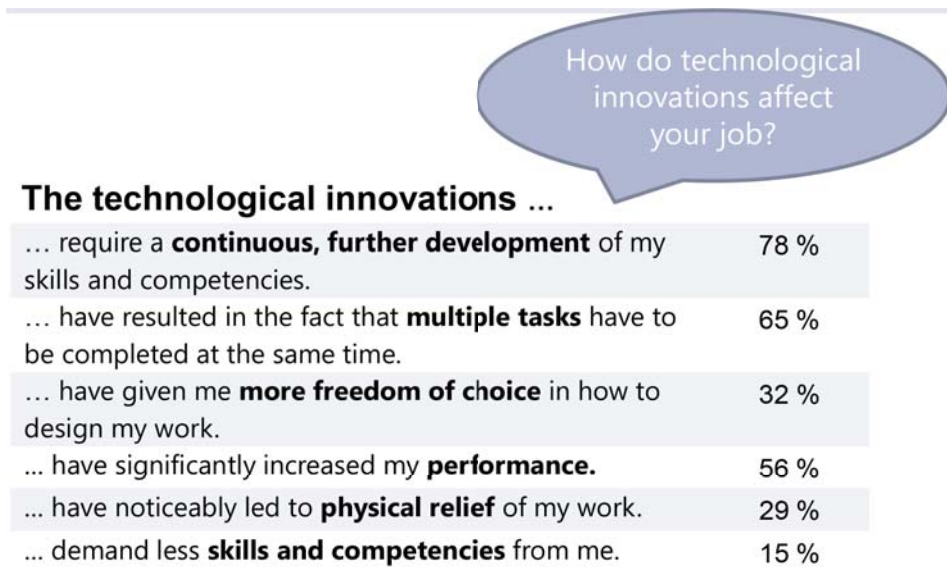 How do technological
innovations affect
your job?
The technological innovations ...
… require a continuous, further development of my
skills and competencies.
78 %
… have resulted in the fact that multiple tasks have to
be completed at the same time.
65 %
… have given me more freedom of choice in how to
design my work.
32 %
... have significantly increased my performance.
56 %
... have noticeably led to physical relief of my work.
29 %
... demand less skills and competencies from me.
15 %